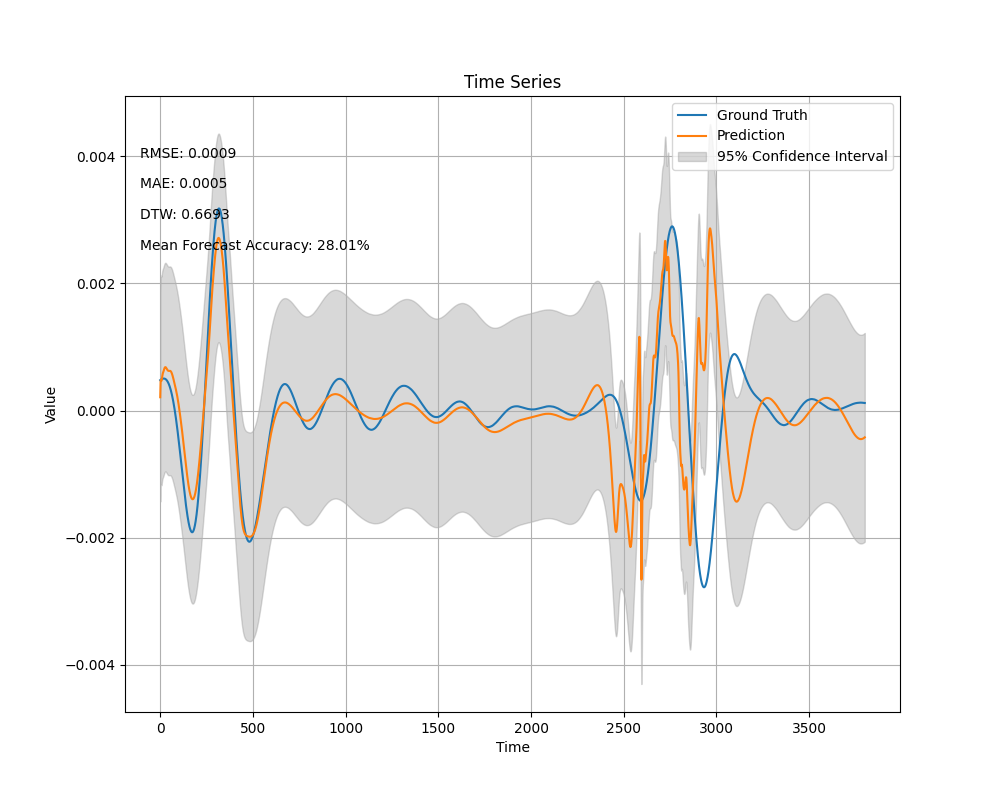 Time Series
Ground Truth
Prediction
95% Confidence Interval
RMSE: 0.0009
MAE: 0.0005
DTW: 0.6693
Mean Forecast Accuracy: 28.01%
Value
0.004
0.002
0.000
−0.002
−0.004
0 500 1000 1500 2000 2500 3000 3500
Time